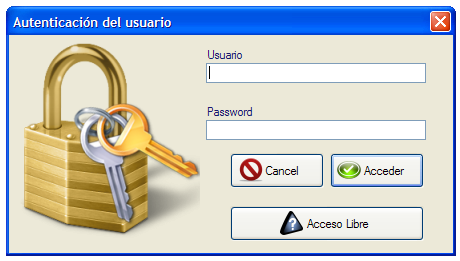 Autenticación del usuario
Usuario
Password
Cancel
Acceder
Acceso Libre